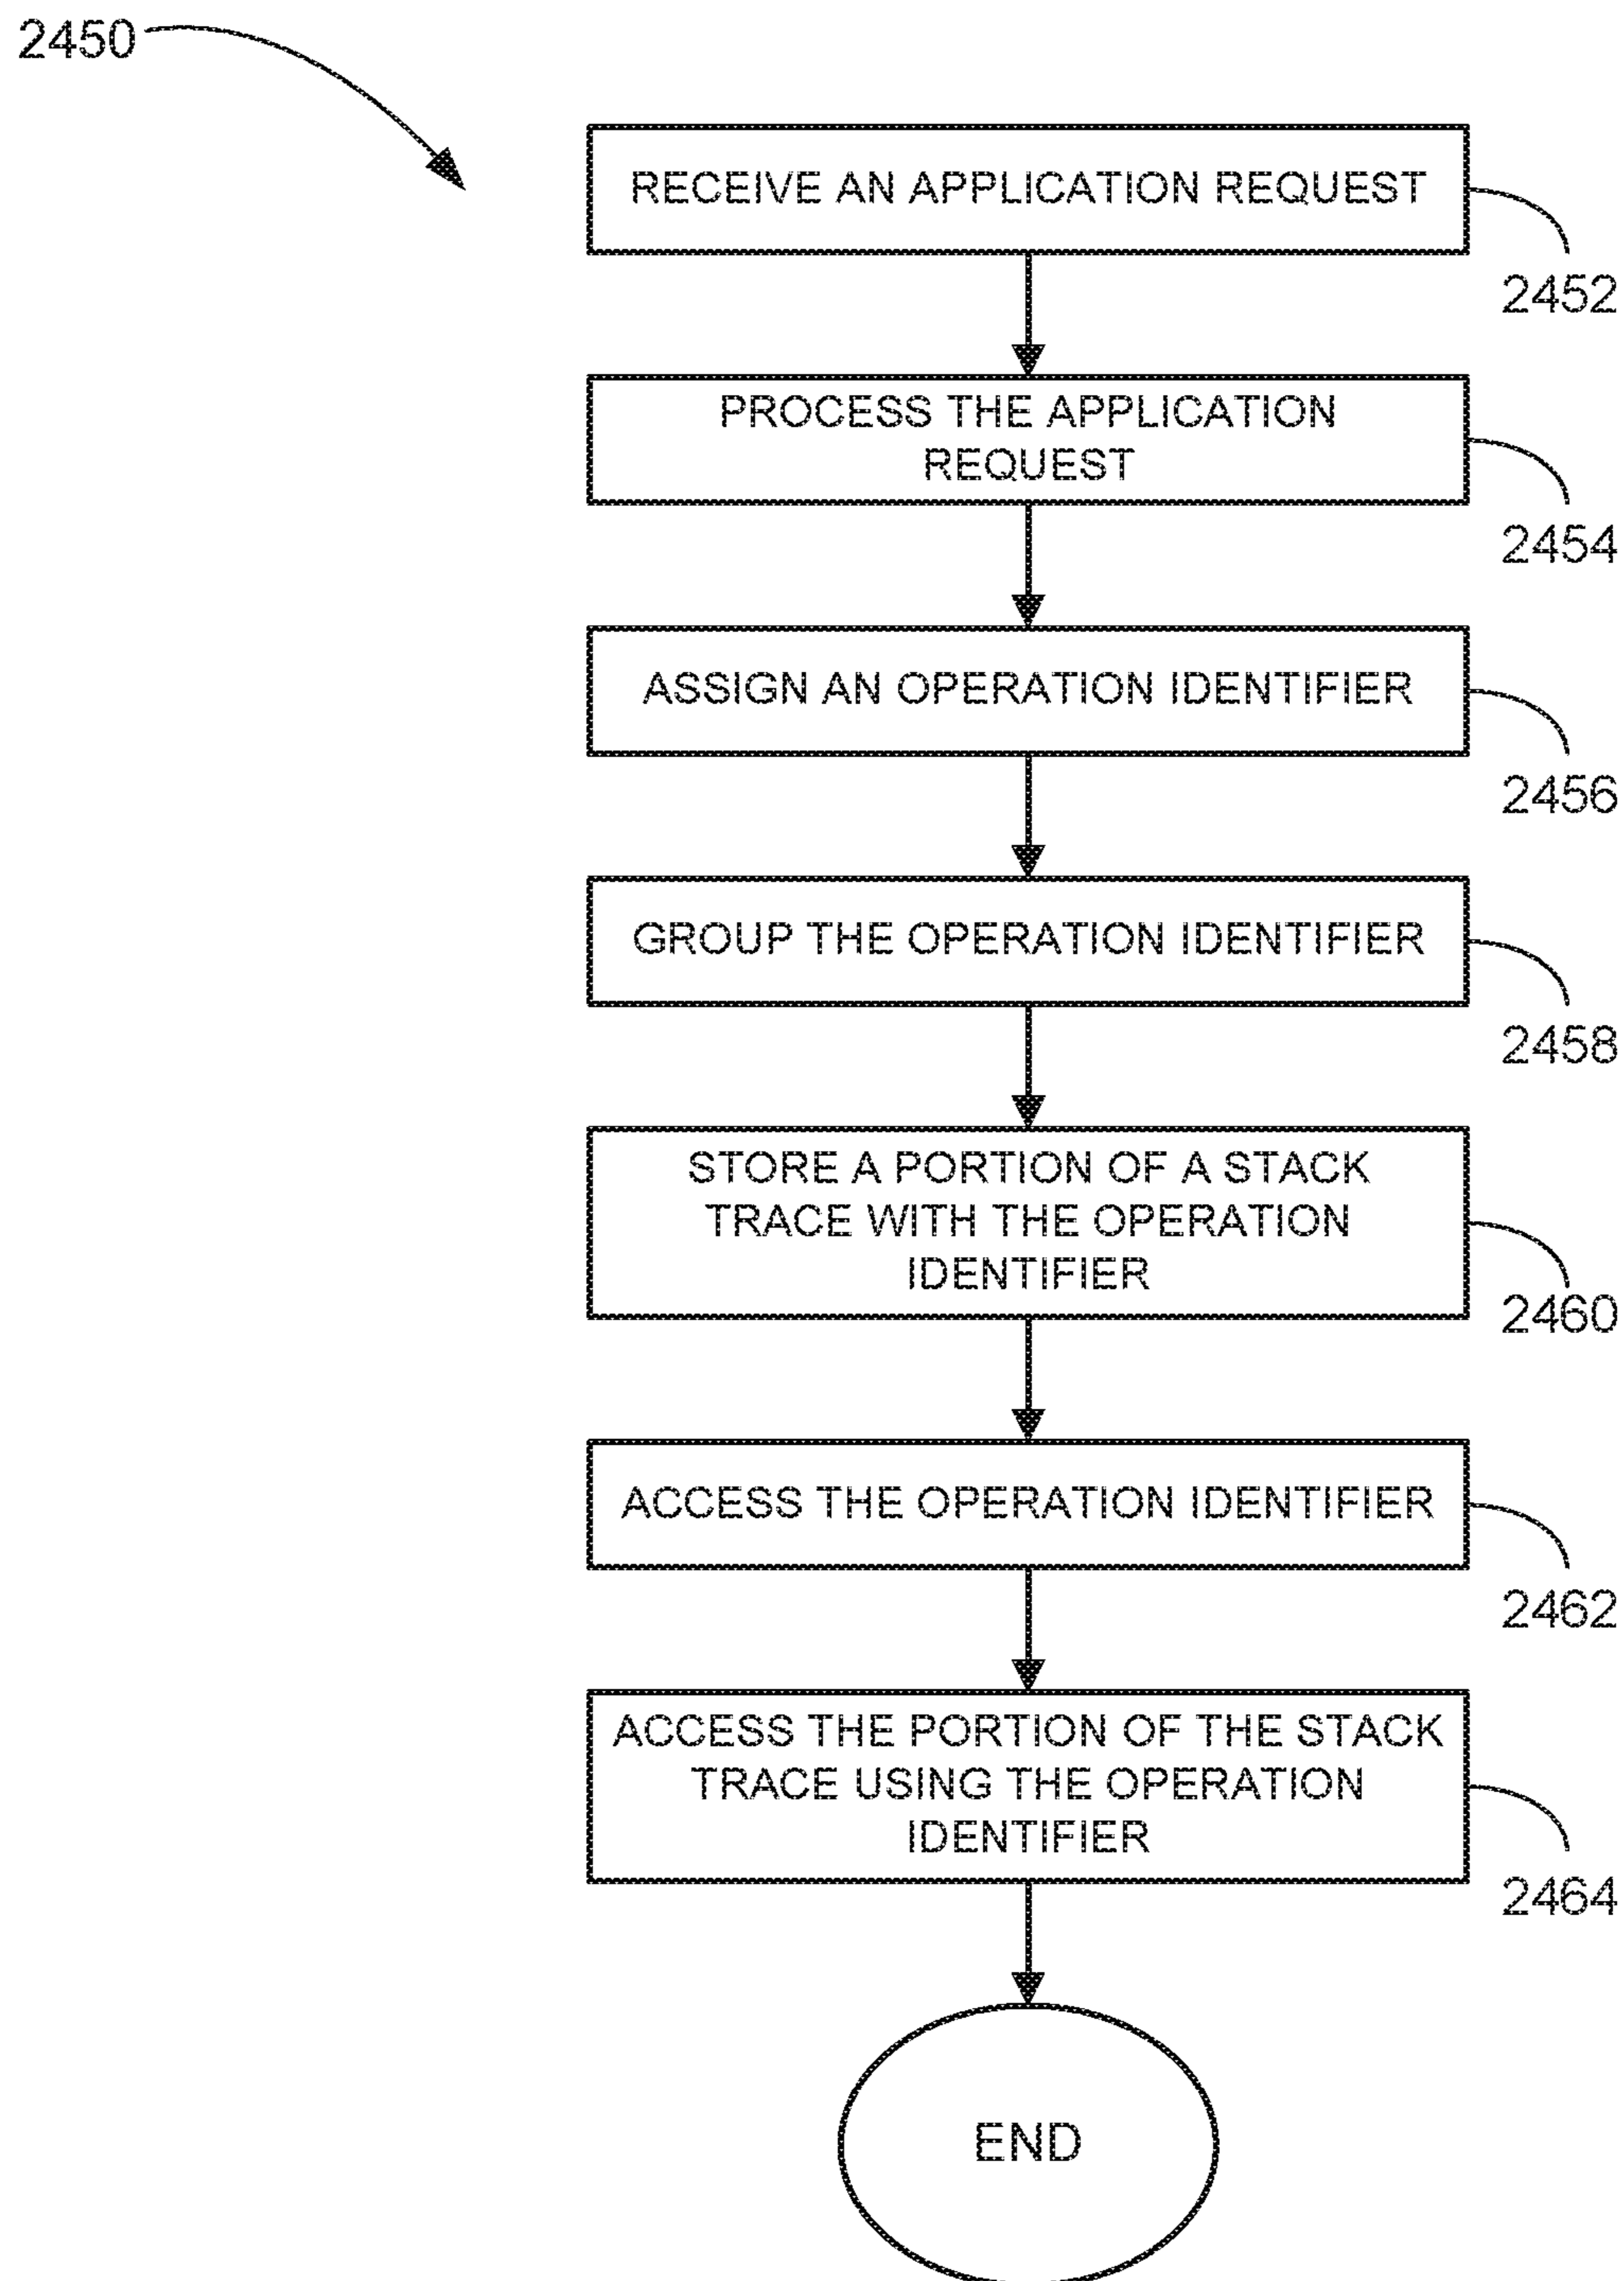 2450
RECEIVE AN APPLICATION REQUEST
2452
PROCESS THE APPLICATION
REQUEST
2454
ASSIGN AN OPERATION IDENTIFIER
2456
GROUP THE OPERATION IDENTIFIER
2458
STORE A PORTION OF A STACK
TRACE WITH THE OPERATION
IDENTIFIER
2460
ACCESS THE OPERATION IDENTIFIER
2462
ACCESS THE PORTION OF THE STACK
TRACE USING THE OPERATION
IDENTIFIER
2464
END